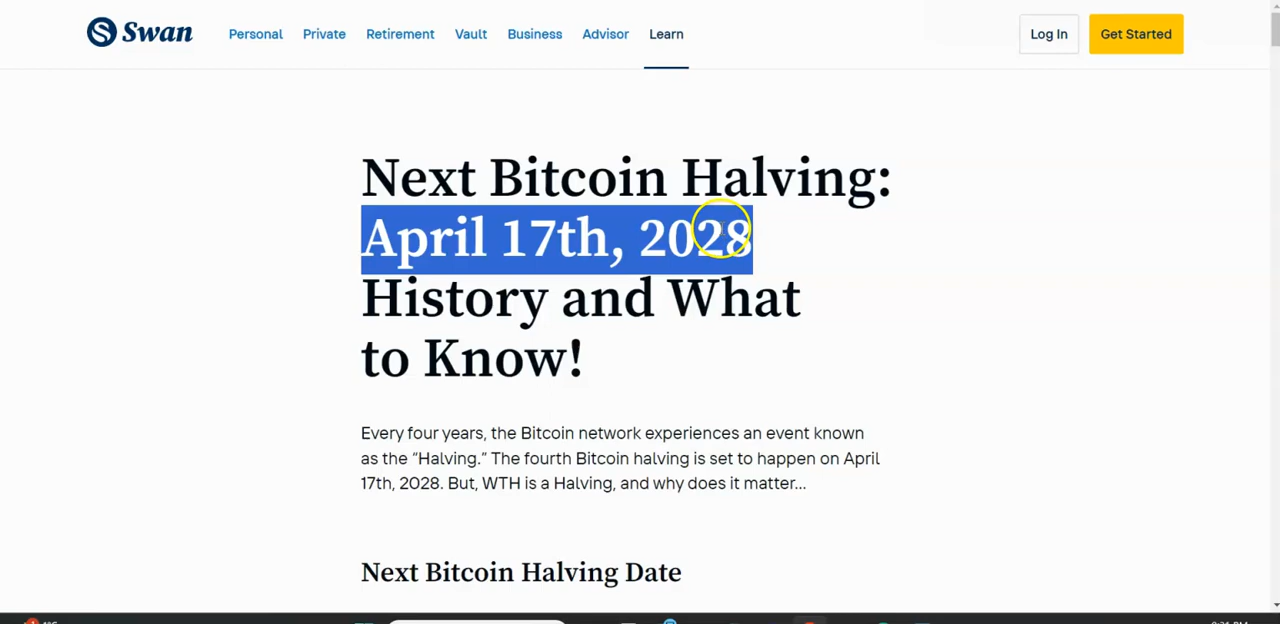 Swan Personal Private Retirement Vault Business Advisor Learn Log In Get Started
Next Bitcoin Halving:
April 17th, 2028
History and What
to Know!
Every four years, the Bitcoin network experiences an event known
as the “Halving.” The fourth Bitcoin halving is set to happen on April
17th, 2028. But, WTH is a Halving, and why does it matter...
Next Bitcoin Halving Date